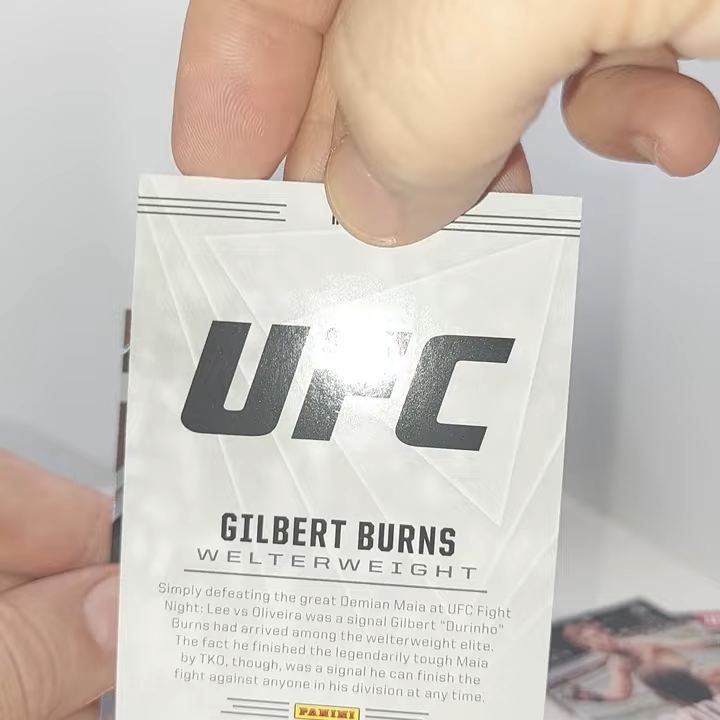 UFC
GILBERT BURNS
WELTERWEIGHT
Simply defeating the great Demian Maia at UFC Fight
Night: Lee vs Oliveira was a signal Gilbert "Durinho"
Burns had arrived among the welterweight elite.
The fact he finished the legendarily tough Maia
by TKO, though, was a signal he can finish the
fight against anyone in his division at any time.
PANINI